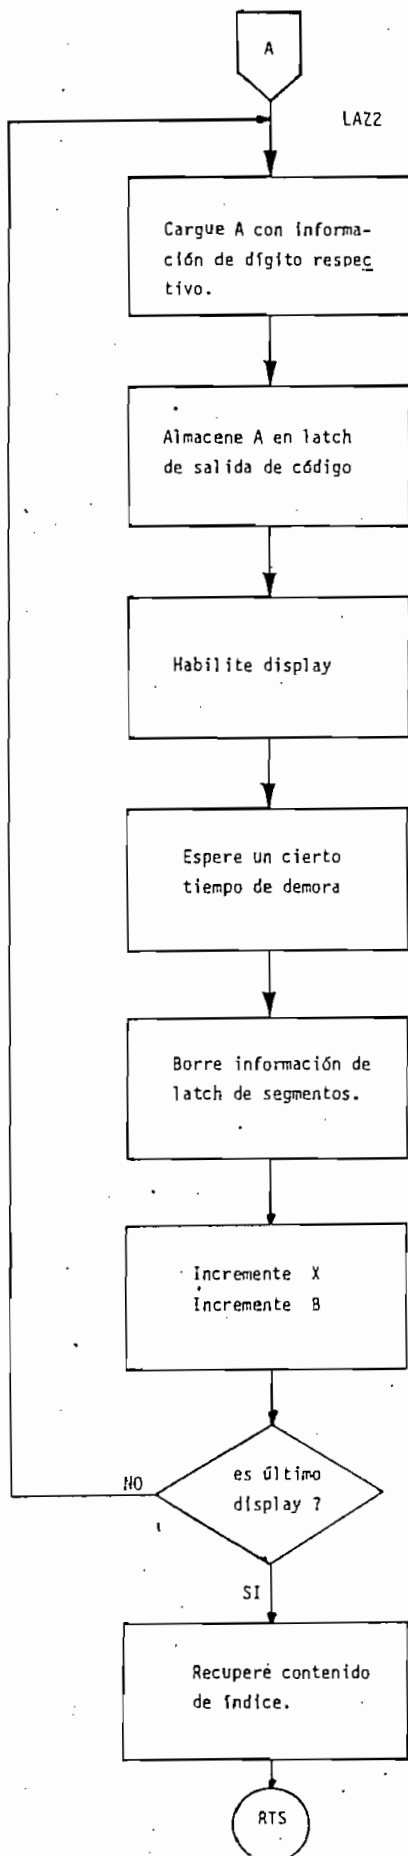 A
LAZ2
Cargue A con informa-
ción de dígito respec
tivo.
Almacene A en latch
de salida de código
Habilite display
Espere un cierto
tiempo de demora
Borre información de
latch de segmentos.
Incremente X
Incremente B
es último
display ?
NO
SI
Recuperé contenido
de índice.
RTS